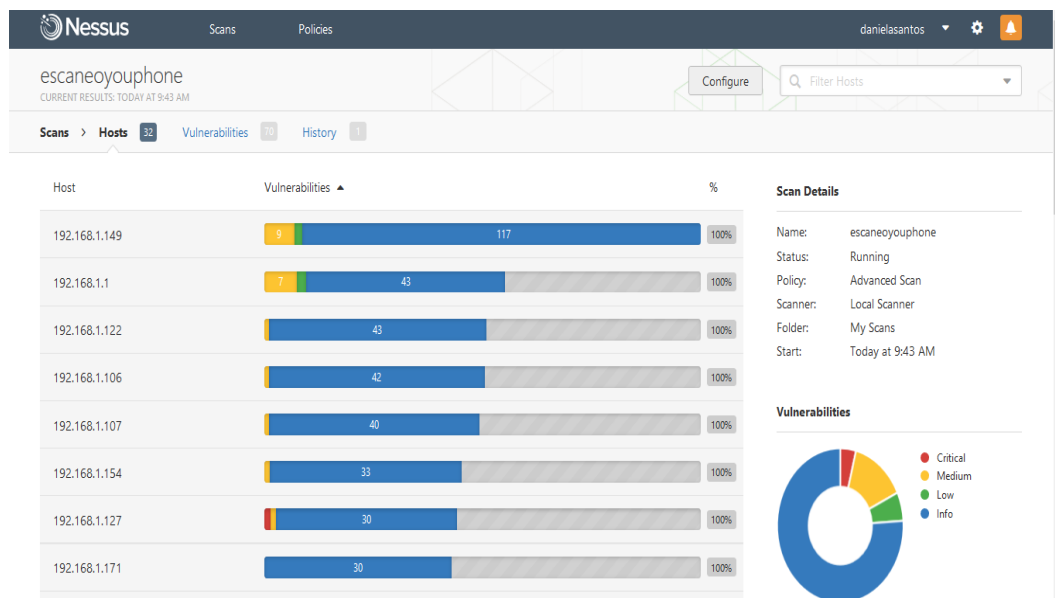 Nessus Scans Policies danielasantos
escaneoyouphone
CURRENT RESULTS: TODAY AT 9:43 AM
Configure Filter Hosts
Scans > Hosts 32 Vulnerabilities 70 History 1
Host Vulnerabilities ▲ %
192.168.1.149 9 117 100%
192.168.1.1 7 43 100%
192.168.1.122 43 100%
192.168.1.106 42 100%
192.168.1.107 40 100%
192.168.1.154 33 100%
192.168.1.127 30 100%
192.168.1.171 30 100%
Scan Details
Name: escaneoyouphone
Status: Running
Policy: Advanced Scan
Scanner: Local Scanner
Folder: My Scans
Start: Today at 9:43 AM
Vulnerabilities
Critical
Medium
Low
Info